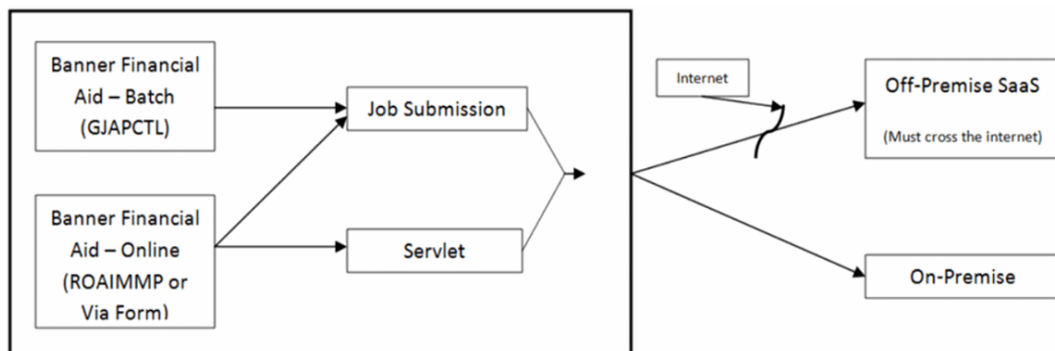 Banner Financial
Aid – Batch
(GJAPCTL)
Job Submission
Banner Financial
Aid – Online
(ROAIMMP or
Via Form)
Servlet
Internet
Off-Premise SaaS
(Must cross the internet)
On-Premise